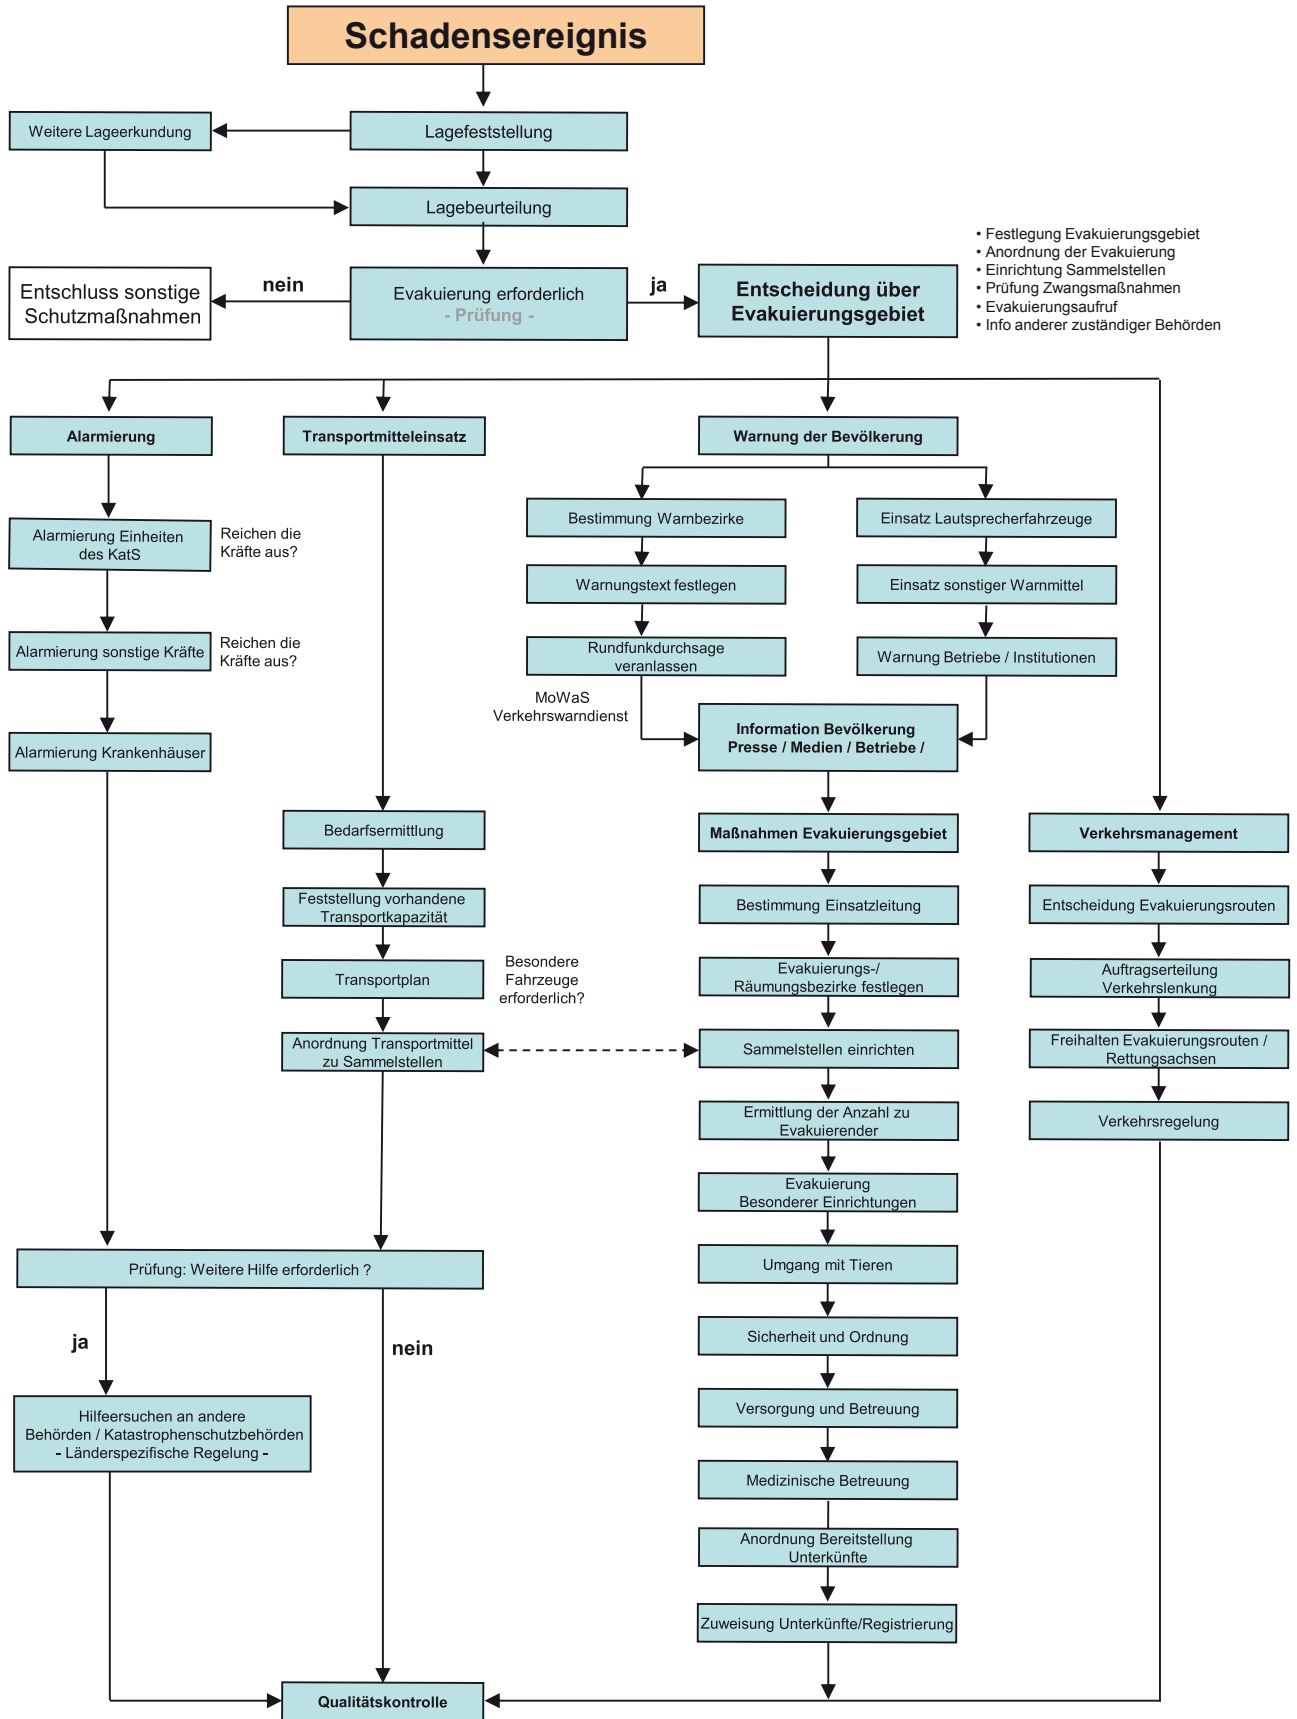 Schadensereignis
Weitere Lageerkundung
Lagefeststellung
Lagebeurteilung
• Festlegung Evakuierungsgebiet
• Anordnung der Evakuierung
• Einrichtung Sammelstellen
• Prüfung Zwangsmaßnahmen
• Evakuierungsaufruf
• Info anderer zuständiger Behörden
Entschluss sonstige
Schutzmaßnahmen
nein
Evakuierung erforderlich
- Prüfung -
ja
Entscheidung über
Evakuierungsgebiet
Alarmierung
Transportmitteleinsatz
Warnung der Bevölkerung
Alarmierung Einheiten
des KatS
Reichen die
Kräfte aus?
Bestimmung Warnbezirke
Einsatz Lautsprecherfahrzeuge
Warnungstext festlegen
Einsatz sonstiger Warnmittel
Alarmierung sonstige Kräfte
Reichen die
Kräfte aus?
Rundfunkdurchsage
veranlassen
Warnung Betriebe / Institutionen
MoWaS
Verkehrswarndienst
Alarmierung Krankenhäuser
Information Bevölkerung
Presse / Medien / Betriebe /
Bedarfsermittlung
Maßnahmen Evakuierungsgebiet
Verkehrsmanagement
Feststellung vorhandene
Transportkapazität
Bestimmung Einsatzleitung
Entscheidung Evakuierungsrouten
Transportplan
Besondere
Fahrzeuge
erforderlich?
Evakuierungs-/
Räumungsbezirke festlegen
Auftragserteilung
Verkehrslenkung
Anordnung Transportmittel
zu Sammelstellen
Sammelstellen einrichten
Freihalten Evakuierungsrouten /
Rettungsachsen
Ermittlung der Anzahl zu
Evakuierender
Verkehrsregelung
Evakuierung
Besonderer Einrichtungen
Prüfung: Weitere Hilfe erforderlich ?
Umgang mit Tieren
ja
nein
Sicherheit und Ordnung
Hilfeersuchen an andere
Behörden / Katastrophenschutzbehörden
- Länderspezifische Regelung -
Versorgung und Betreuung
Medizinische Betreuung
Anordnung Bereitstellung
Unterkünfte
Zuweisung Unterkünfte/Registrierung
Qualitätskontrolle